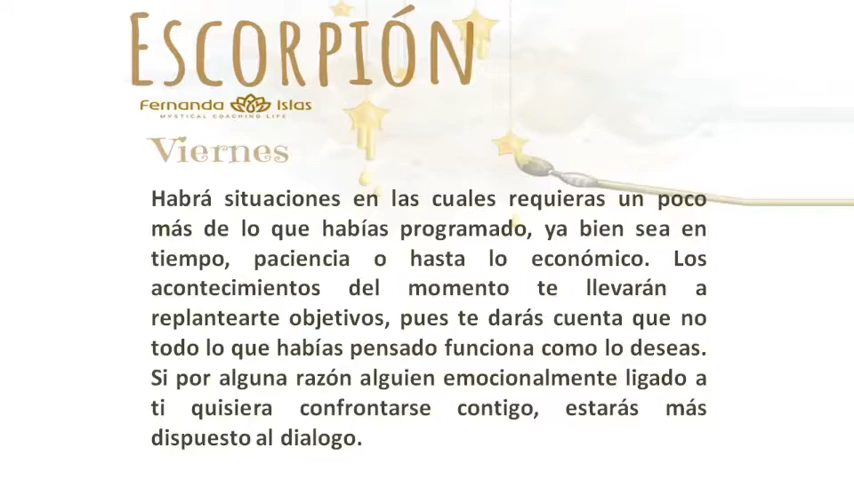 Escorpión
Fernanda Islas
MYSTICAL COACHING LIFE
Viernes
Habrá situaciones en las cuales requieras un poco
más de lo que habías programado, ya bien sea en
tiempo, paciencia o hasta lo económico. Los
acontecimientos del momento te llevarán a
replantearte objetivos, pues te darás cuenta que no
todo lo que habías pensado funciona como lo deseas.
Si por alguna razón alguien emocionalmente ligado a
ti quisiera confrontarse contigo, estarás más
dispuesto al dialogo.